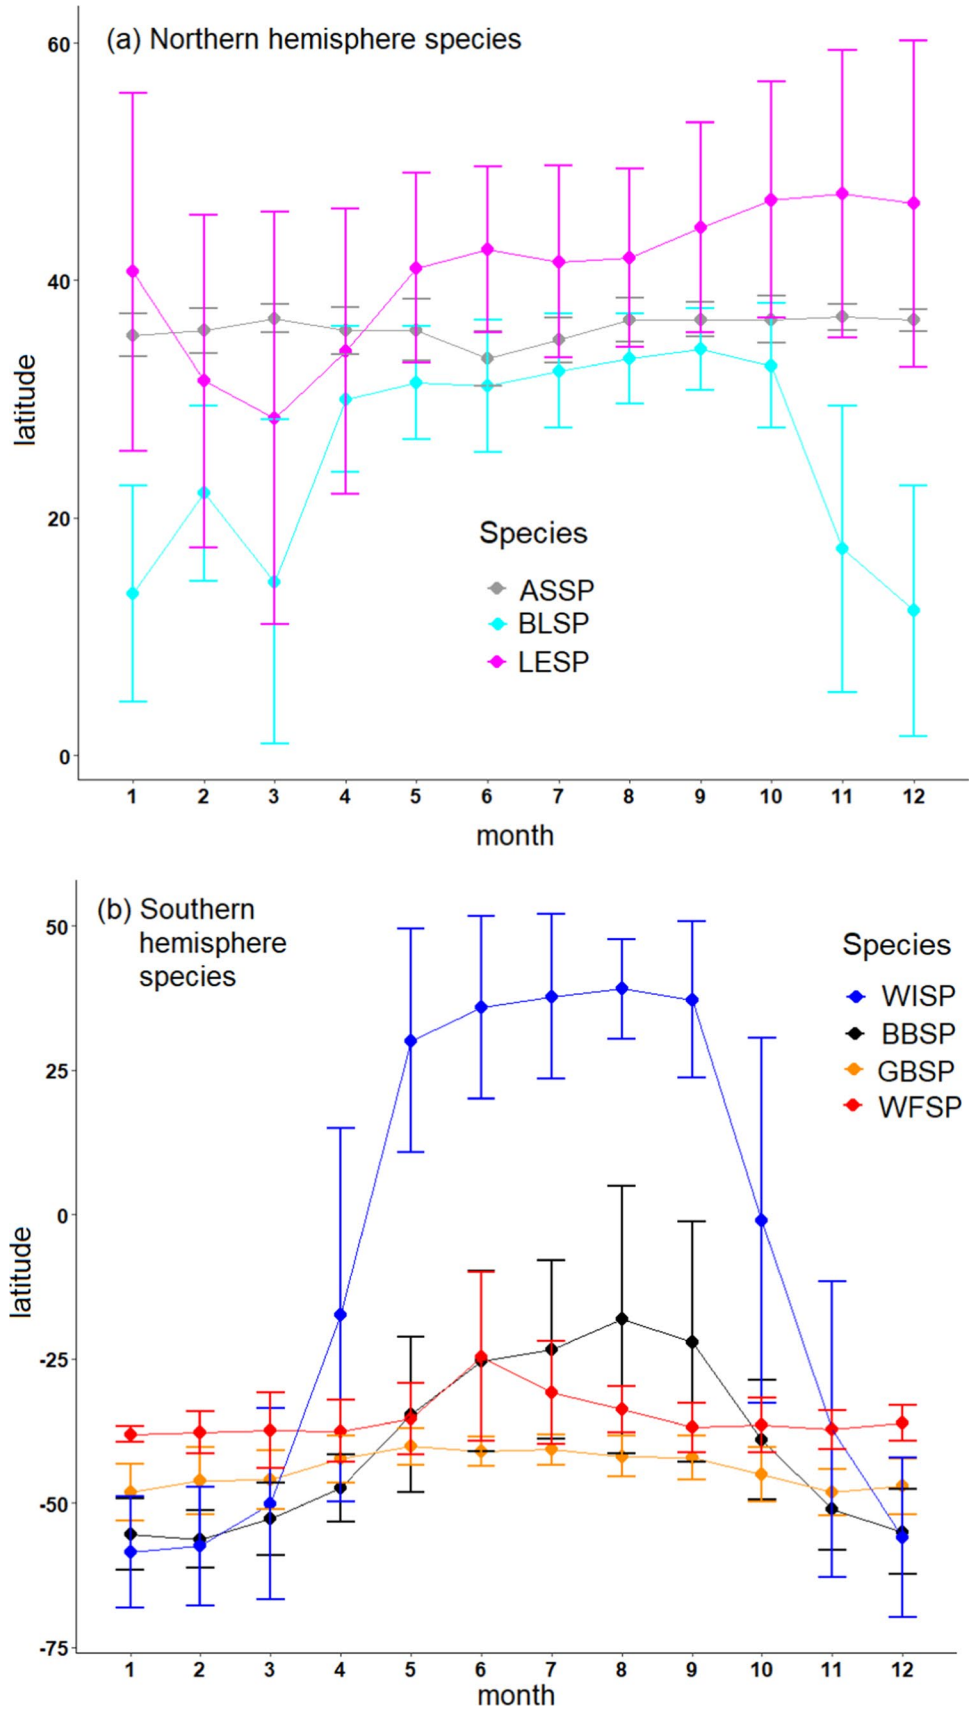 (a) Northern hemisphere species
60
40
20
0
latitude
Species
ASSP
BLSP
LESP
1 2 3 4 5 6 7 8 9 10 11 12
month
(b) Southern
hemisphere
species
50
25
0
-25
-50
-75
latitude
Species
WISP
BBSP
GBSP
WFSP
1 2 3 4 5 6 7 8 9 10 11 12
month